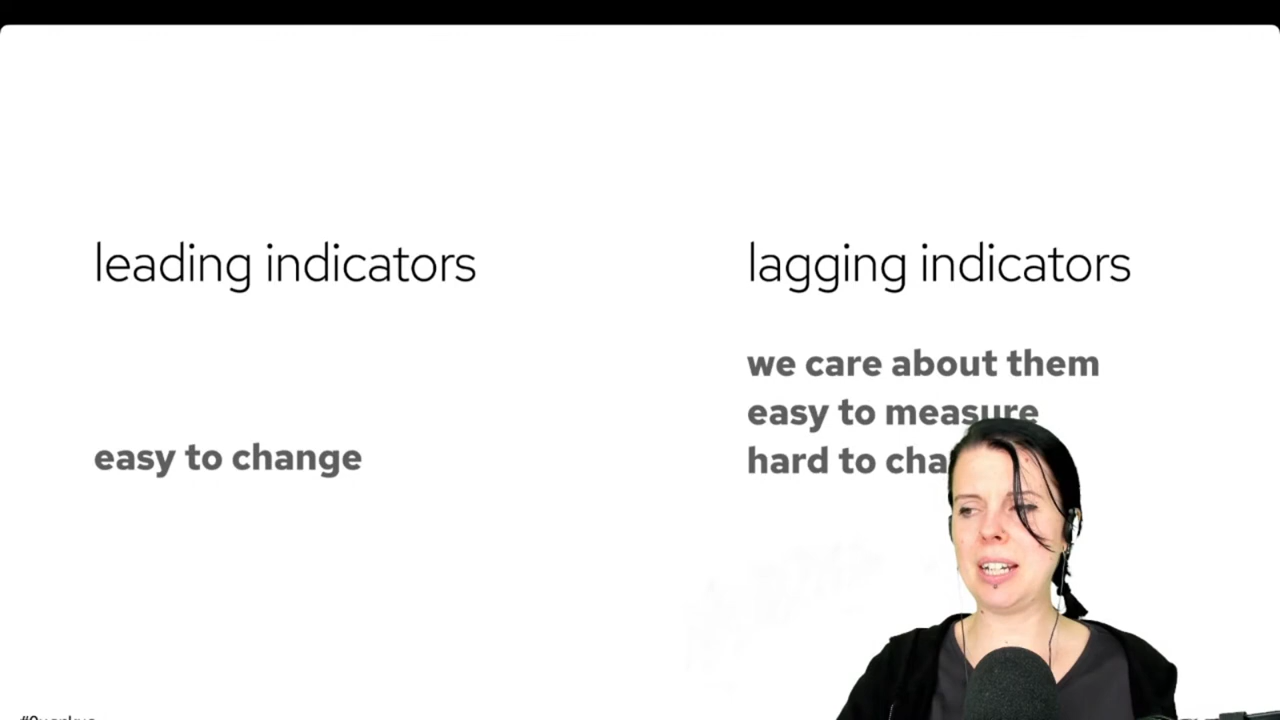 leading indicators
lagging indicators
we care about them
easy to measure
easy to change
hard to